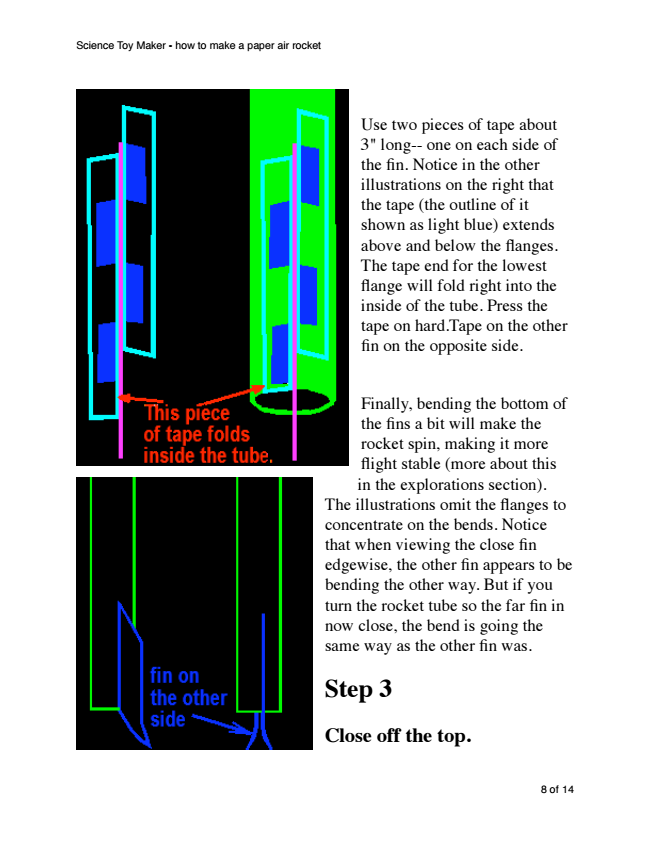 Science Toy Maker - how to make a paper air rocket
Use two pieces of tape about
3" long-- one on each side of
the fin. Notice in the other
illustrations on the right that
the tape (the outline of it
shown as light blue) extends
above and below the flanges.
The tape end for the lowest
flange will fold right into the
inside of the tube. Press the
tape on hard.Tape on the other
fin on the opposite side.
This piece
of tape folds
inside the tube.
Finally, bending the bottom of
the fins a bit will make the
rocket spin, making it more
flight stable (more about this
in the explorations section).
The illustrations omit the flanges to
concentrate on the bends. Notice
that when viewing the close fin
edgewise, the other fin appears to be
bending the other way. But if you
turn the rocket tube so the far fin in
now close, the bend is going the
same way as the other fin was.
fin on
the other
side
Step 3
Close off the top.
8 of 14